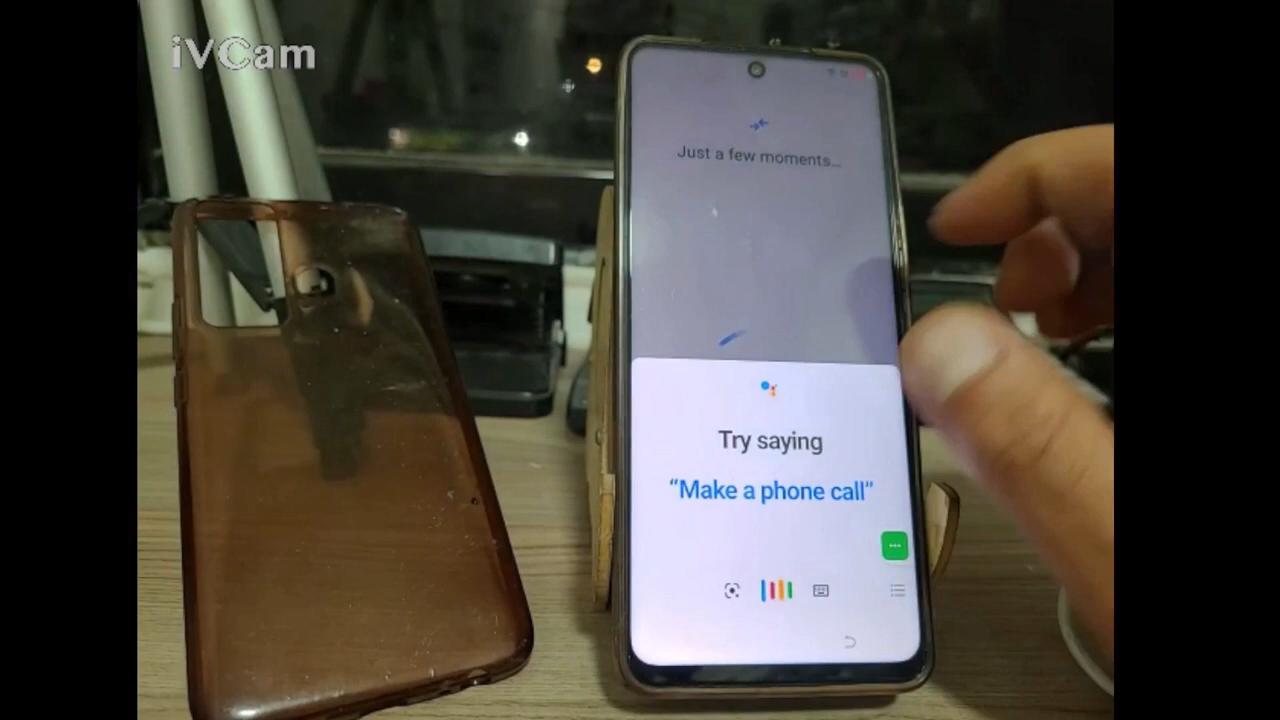 iVCam
Just a few moments...
Try saying
“Make a phone call”